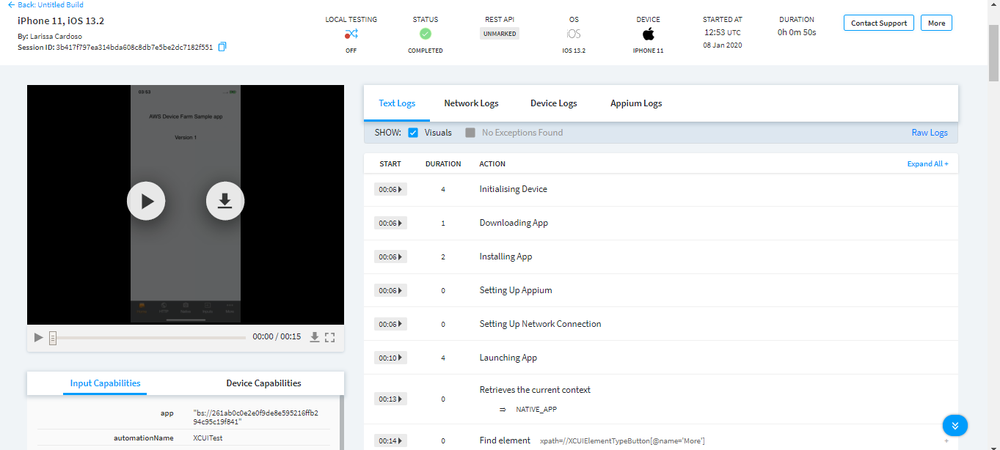 ← Back: Untitled Build
iPhone 11, iOS 13.2
By: Larissa Cardoso
Session ID: 3b417f797ea314bda608c8db7e5be2dc7182f551
LOCAL TESTING
OFF
STATUS
COMPLETED
REST API
UNMARKED
OS
iOS
IOS 13.2
DEVICE
IPHONE 11
STARTED AT
12:53 UTC
08 Jan 2020
DURATION
0h 0m 50s
Contact Support
More
03:53
AWS Device Farm Sample app
Version 1
HTTP
Native
Inputs
More
00:00 / 00:15
Input Capabilities
Device Capabilities
app
"bs://261ab0c0e2e0f9de8e595216ffb2
94c95c19f841"
automationName
XCUITest
Text Logs
Network Logs
Device Logs
Appium Logs
SHOW:
Visuals
No Exceptions Found
Raw Logs
START DURATION ACTION Expand All +
00:06 4 Initialising Device
00:06 1 Downloading App
00:06 2 Installing App
00:06 0 Setting Up Appium
00:06 0 Setting Up Network Connection
00:10 4 Launching App
00:13 0 Retrieves the current context
⇒ NATIVE_APP
00:14 0 Find element xpath=//XCUIElementTypeButton[@name='More'] +